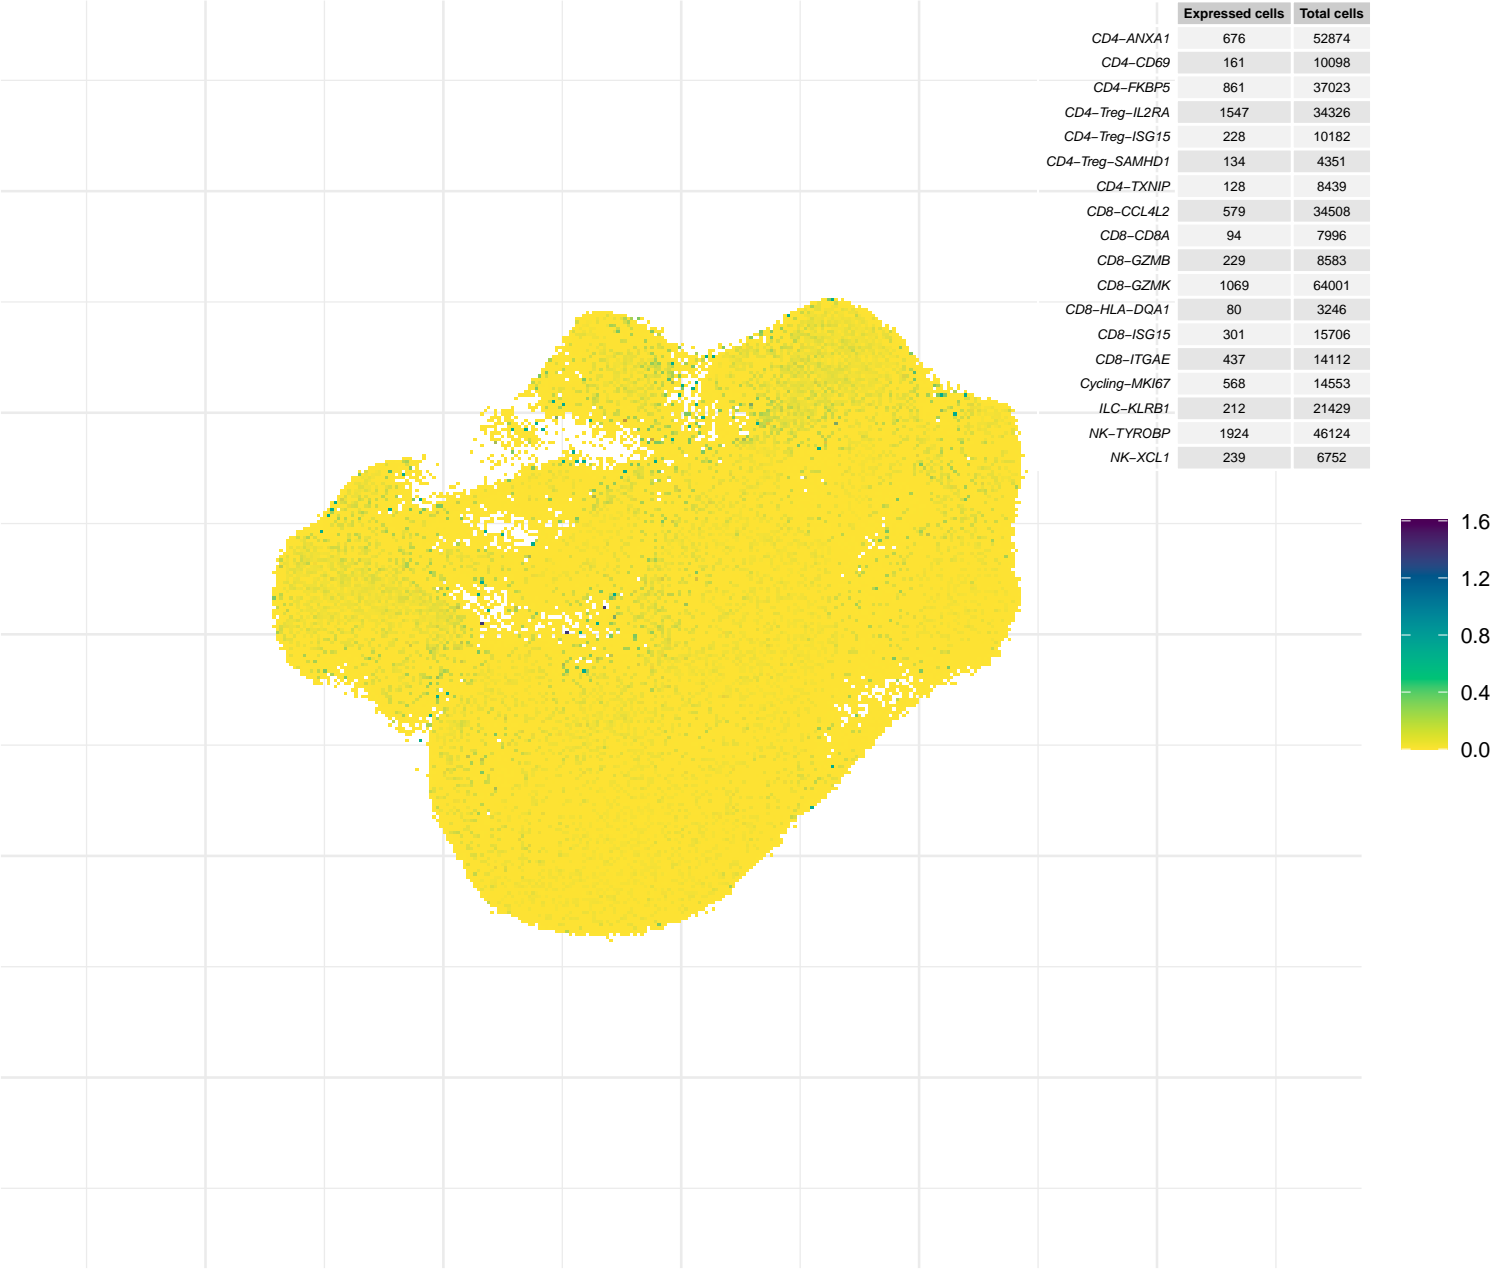 Expressed cells Total cells
CD4−ANXA1 676 52874
CD4−CD69 161 10098
CD4−FKBP5 861 37023
CD4−Treg−IL2RA 1547 34326
CD4−Treg−ISG15 228 10182
CD4−Treg−SAMHD1 134 4351
CD4−TXNIP 128 8439
CD8−CCL4L2 579 34508
CD8−CD8A 94 7996
CD8−GZMB 229 8583
CD8−GZMK 1069 64001
CD8−HLA−DQA1 80 3246
CD8−ISG15 301 15706
CD8−ITGAE 437 14112
Cycling−MKI67 568 14553
ILC−KLRB1 212 21429
NK−TYROBP 1924 46124
NK−XCL1 239 6752
1.6
1.2
0.8
0.4
0.0